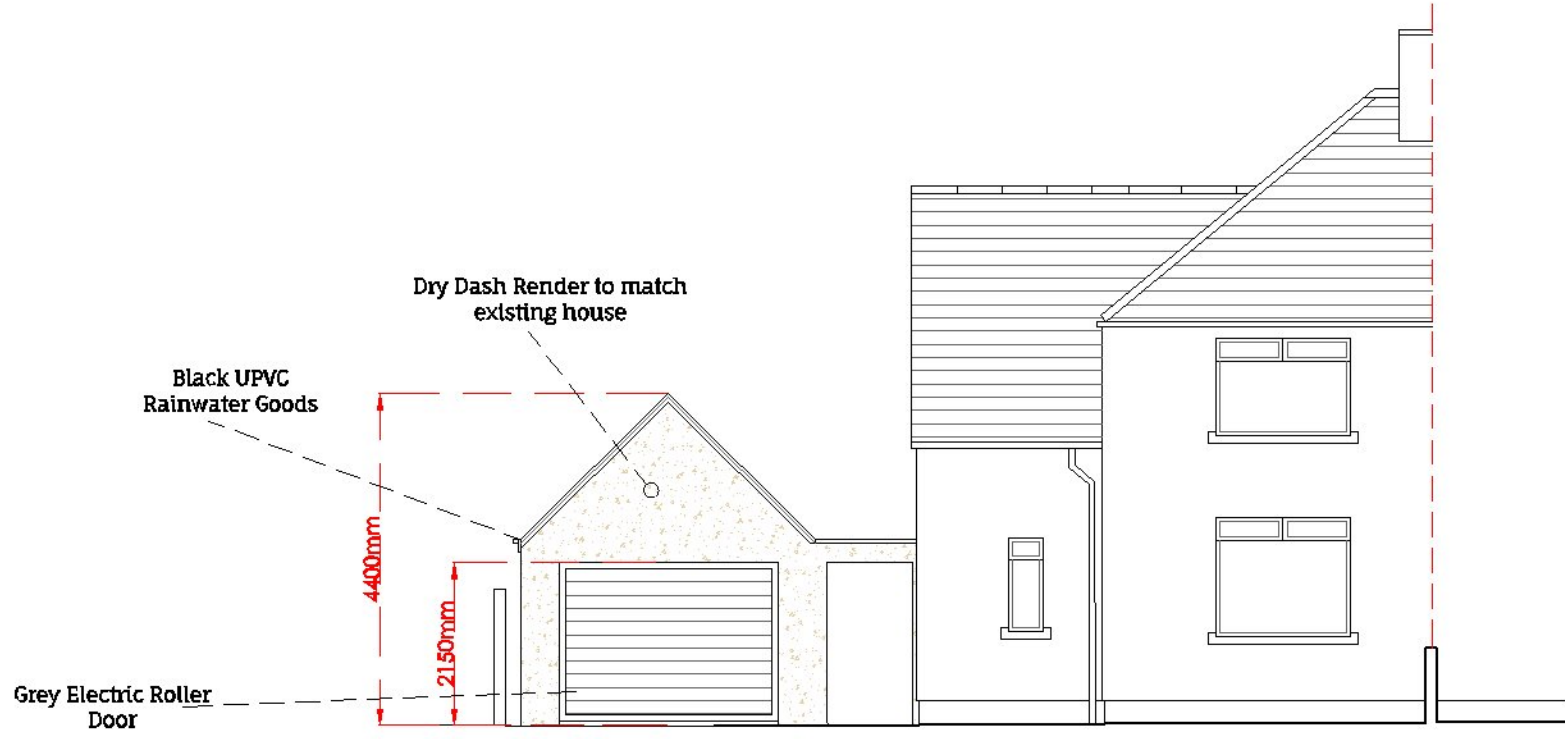 Dry Dash Render to match
existing house
Black UPVC
Rainwater Goods
4400mm
2150mm
Grey Electric Roller
Door